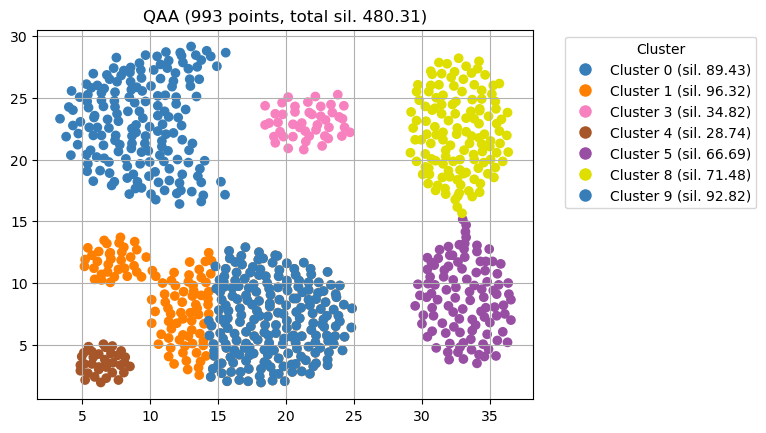 QAA (993 points, total sil. 480.31)
30
25
20
15
10
5
5
10
15
20
25
30
35
Cluster
Cluster 0 (sil. 89.43)
Cluster 1 (sil. 96.32)
Cluster 3 (sil. 34.82)
Cluster 4 (sil. 28.74)
Cluster 5 (sil. 66.69)
Cluster 8 (sil. 71.48)
Cluster 9 (sil. 92.82)